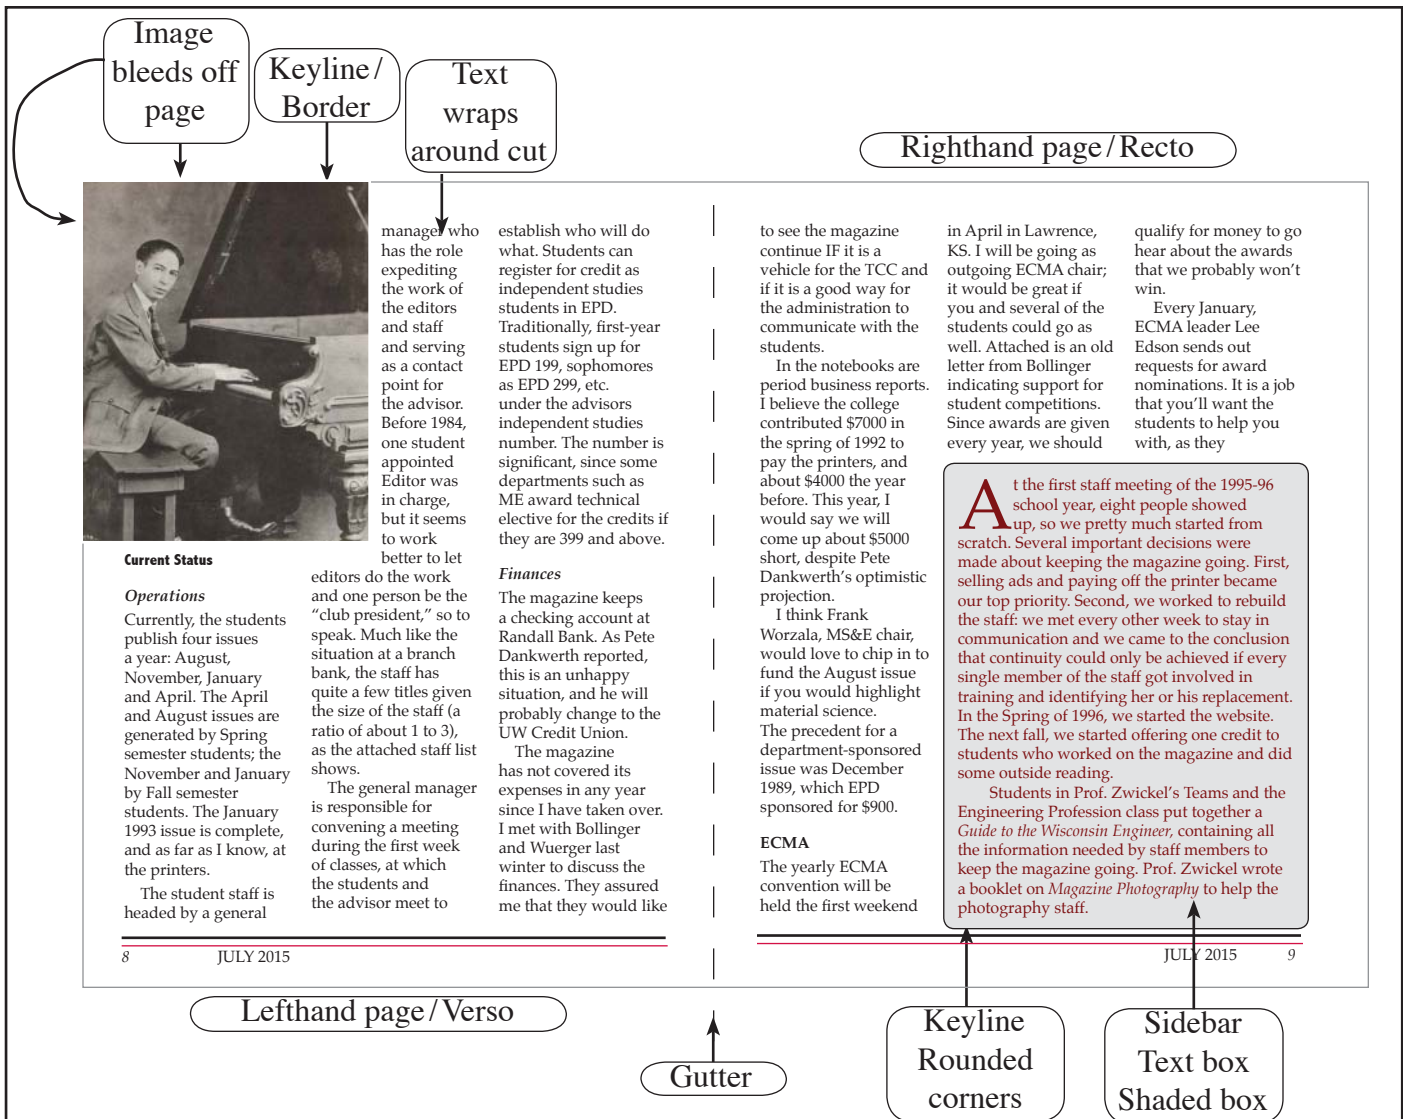 Image
bleeds off
page
Keyline/
Border
Text
wraps
around cut
Righthand page/Recto
Current Status
Operations
Currently, the students
publish four issues
a year: August,
November, January
and April. The April
and August issues are
generated by Spring
semester students; the
November and January
by Fall semester
students. The January
1993 issue is complete,
and as far as I know, at
the printers.
The student staff is
headed by a general
manager who
has the role
expediting
the work of
the editors
and staff
and serving
as a contact
point for
the advisor.
Before 1984,
one student
appointed
Editor was
in charge,
but it seems
to work
better to let
editors do the work
and one person be the
“club president,” so to
speak. Much like the
situation at a branch
bank, the staff has
quite a few titles given
the size of the staff (a
ratio of about 1 to 3),
as the attached staff list
shows.
The general manager
is responsible for
convening a meeting
during the first week
of classes, at which
the students and
the advisor meet to
establish who will do
what. Students can
register for credit as
independent studies
students in EPD.
Traditionally, first-year
students sign up for
EPD 199, sophomores
as EPD 299, etc.
under the advisors
independent studies
number. The number is
significant, since some
departments such as
ME award technical
elective for the credits if
they are 399 and above.
Finances
The magazine keeps
a checking account at
Randall Bank. As Pete
Dankwerth reported,
this is an unhappy
situation, and he will
probably change to the
UW Credit Union.
The magazine
has not covered its
expenses in any year
since I have taken over.
I met with Bollinger
and Wuerger last
winter to discuss the
finances. They assured
me that they would like
8 JULY 2015
to see the magazine
continue IF it is a
vehicle for the TCC and
if it is a good way for
the administration to
communicate with the
students.
In the notebooks are
period business reports.
I believe the college
contributed $7000 in
the spring of 1992 to
pay the printers, and
about $4000 the year
before. This year, I
would say we will
come up about $5000
short, despite Pete
Dankwerth’s optimistic
projection.
I think Frank
Worzala, MS&E chair,
would love to chip in to
fund the August issue
if you would highlight
material science.
The precedent for a
department-sponsored
issue was December
1989, which EPD
sponsored for $900.
ECMA
The yearly ECMA
convention will be
held the first weekend
in April in Lawrence,
KS. I will be going as
outgoing ECMA chair;
it would be great if
you and several of the
students could go as
well. Attached is an old
letter from Bollinger
indicating support for
student competitions.
Since awards are given
every year, we should
qualify for money to go
hear about the awards
that we probably won’t
win.
Every January,
ECMA leader Lee
Edson sends out
requests for award
nominations. It is a job
that you’ll want the
students to help you
with, as they
At the first staff meeting of the 1995-96
school year, eight people showed
up, so we pretty much started from
scratch. Several important decisions were
made about keeping the magazine going. First,
selling ads and paying off the printer became
our top priority. Second, we worked to rebuild
the staff: we met every other week to stay in
communication and we came to the conclusion
that continuity could only be achieved if every
single member of the staff got involved in
training and identifying her or his replacement.
In the Spring of 1996, we started the website.
The next fall, we started offering one credit to
students who worked on the magazine and did
some outside reading.
Students in Prof. Zwickel’s Teams and the
Engineering Profession class put together a
Guide to the Wisconsin Engineer, containing all
the information needed by staff members to
keep the magazine going. Prof. Zwickel wrote
a booklet on Magazine Photography to help the
photography staff.
JULY 2015 9
Lefthand page/Verso
Gutter
Keyline
Rounded
corners
Sidebar
Text box
Shaded box